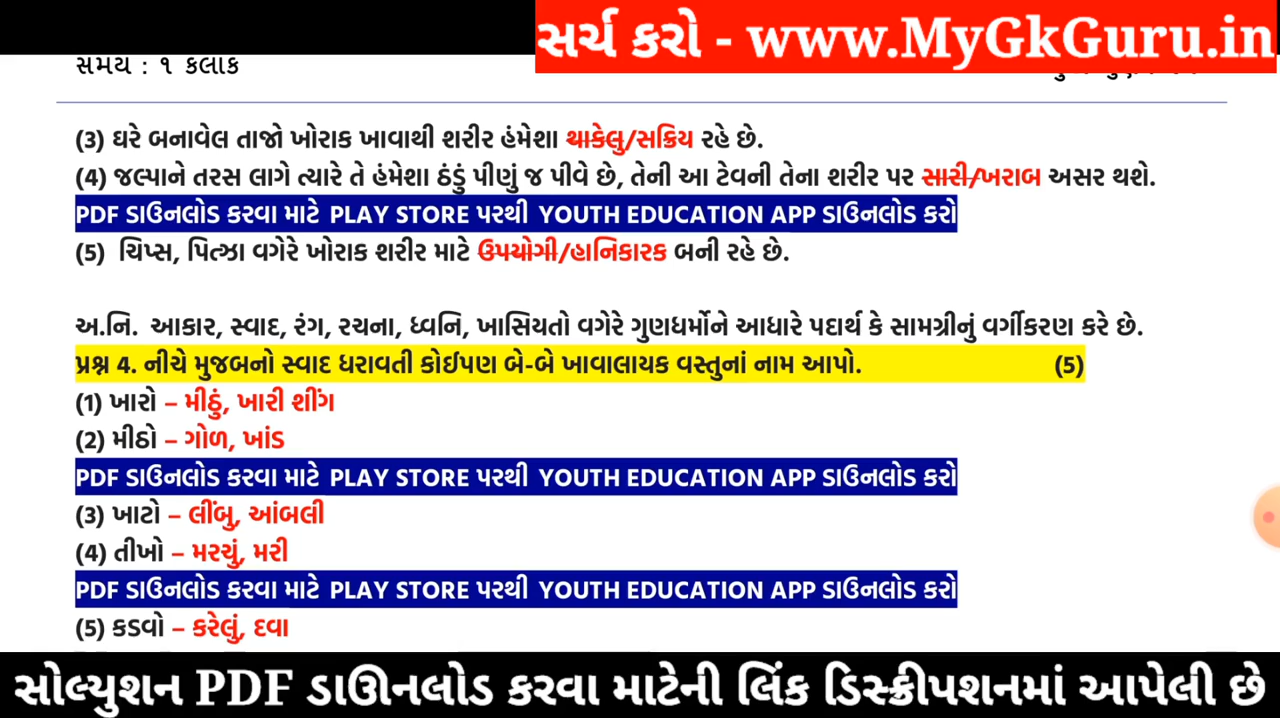 સર્ચ કરો - www.MyGkGuru.in
સમય : ૧ કલાક
(3) ઘરે બનાવેલ તાજો ખોરાક ખાવાથી શરીર હંમેશા થાકેલુ/સક્રિય રહે છે.
(4) જલ્પાને તરસ લાગે ત્યારે તે હંમેશા ઠંડું પીણું જ પીવે છે, તેની આ ટેવની તેના શરીર પર સારી/ખરાબ અસર થશે.
PDF ડાઉનલોડ કરવા માટે PLAY STORE પરથી YOUTH EDUCATION APP ડાઉનલોડ કરો
(5) ચિપ્સ, પિત્ઝા વગેરે ખોરાક શરીર માટે ઉપયોગી/હાનિકારક બની રહે છે.
અ.નિ. આકાર, સ્વાદ, રંગ, રચના, ધ્વનિ, ખાસિયતો વગેરે ગુણધર્મોને આધારે પદાર્થ કે સામગ્રીનું વર્ગીકરણ કરે છે.
પ્રશ્ન 4. નીચે મુજબનો સ્વાદ ધરાવતી કોઈપણ બે-બે ખાવાલાયક વસ્તુનાં નામ આપો. (5)
(1) ખારો – મીઠું, ખારી શીંગ
(2) મીઠો – ગોળ, ખાંડ
PDF ડાઉનલોડ કરવા માટે PLAY STORE પરથી YOUTH EDUCATION APP ડાઉનલોડ કરો
(3) ખાટો – લીંબુ, આંબલી
(4) તીખો – મરચું, મરી
PDF ડાઉનલોડ કરવા માટે PLAY STORE પરથી YOUTH EDUCATION APP ડાઉનલોડ કરો
(5) કડવો – કરેલું, દવા
સોલ્યુશન PDF ડાઊનલોડ કરવા માટેની લિંક ડિસ્ક્રીપશનમાં આપેલી છે